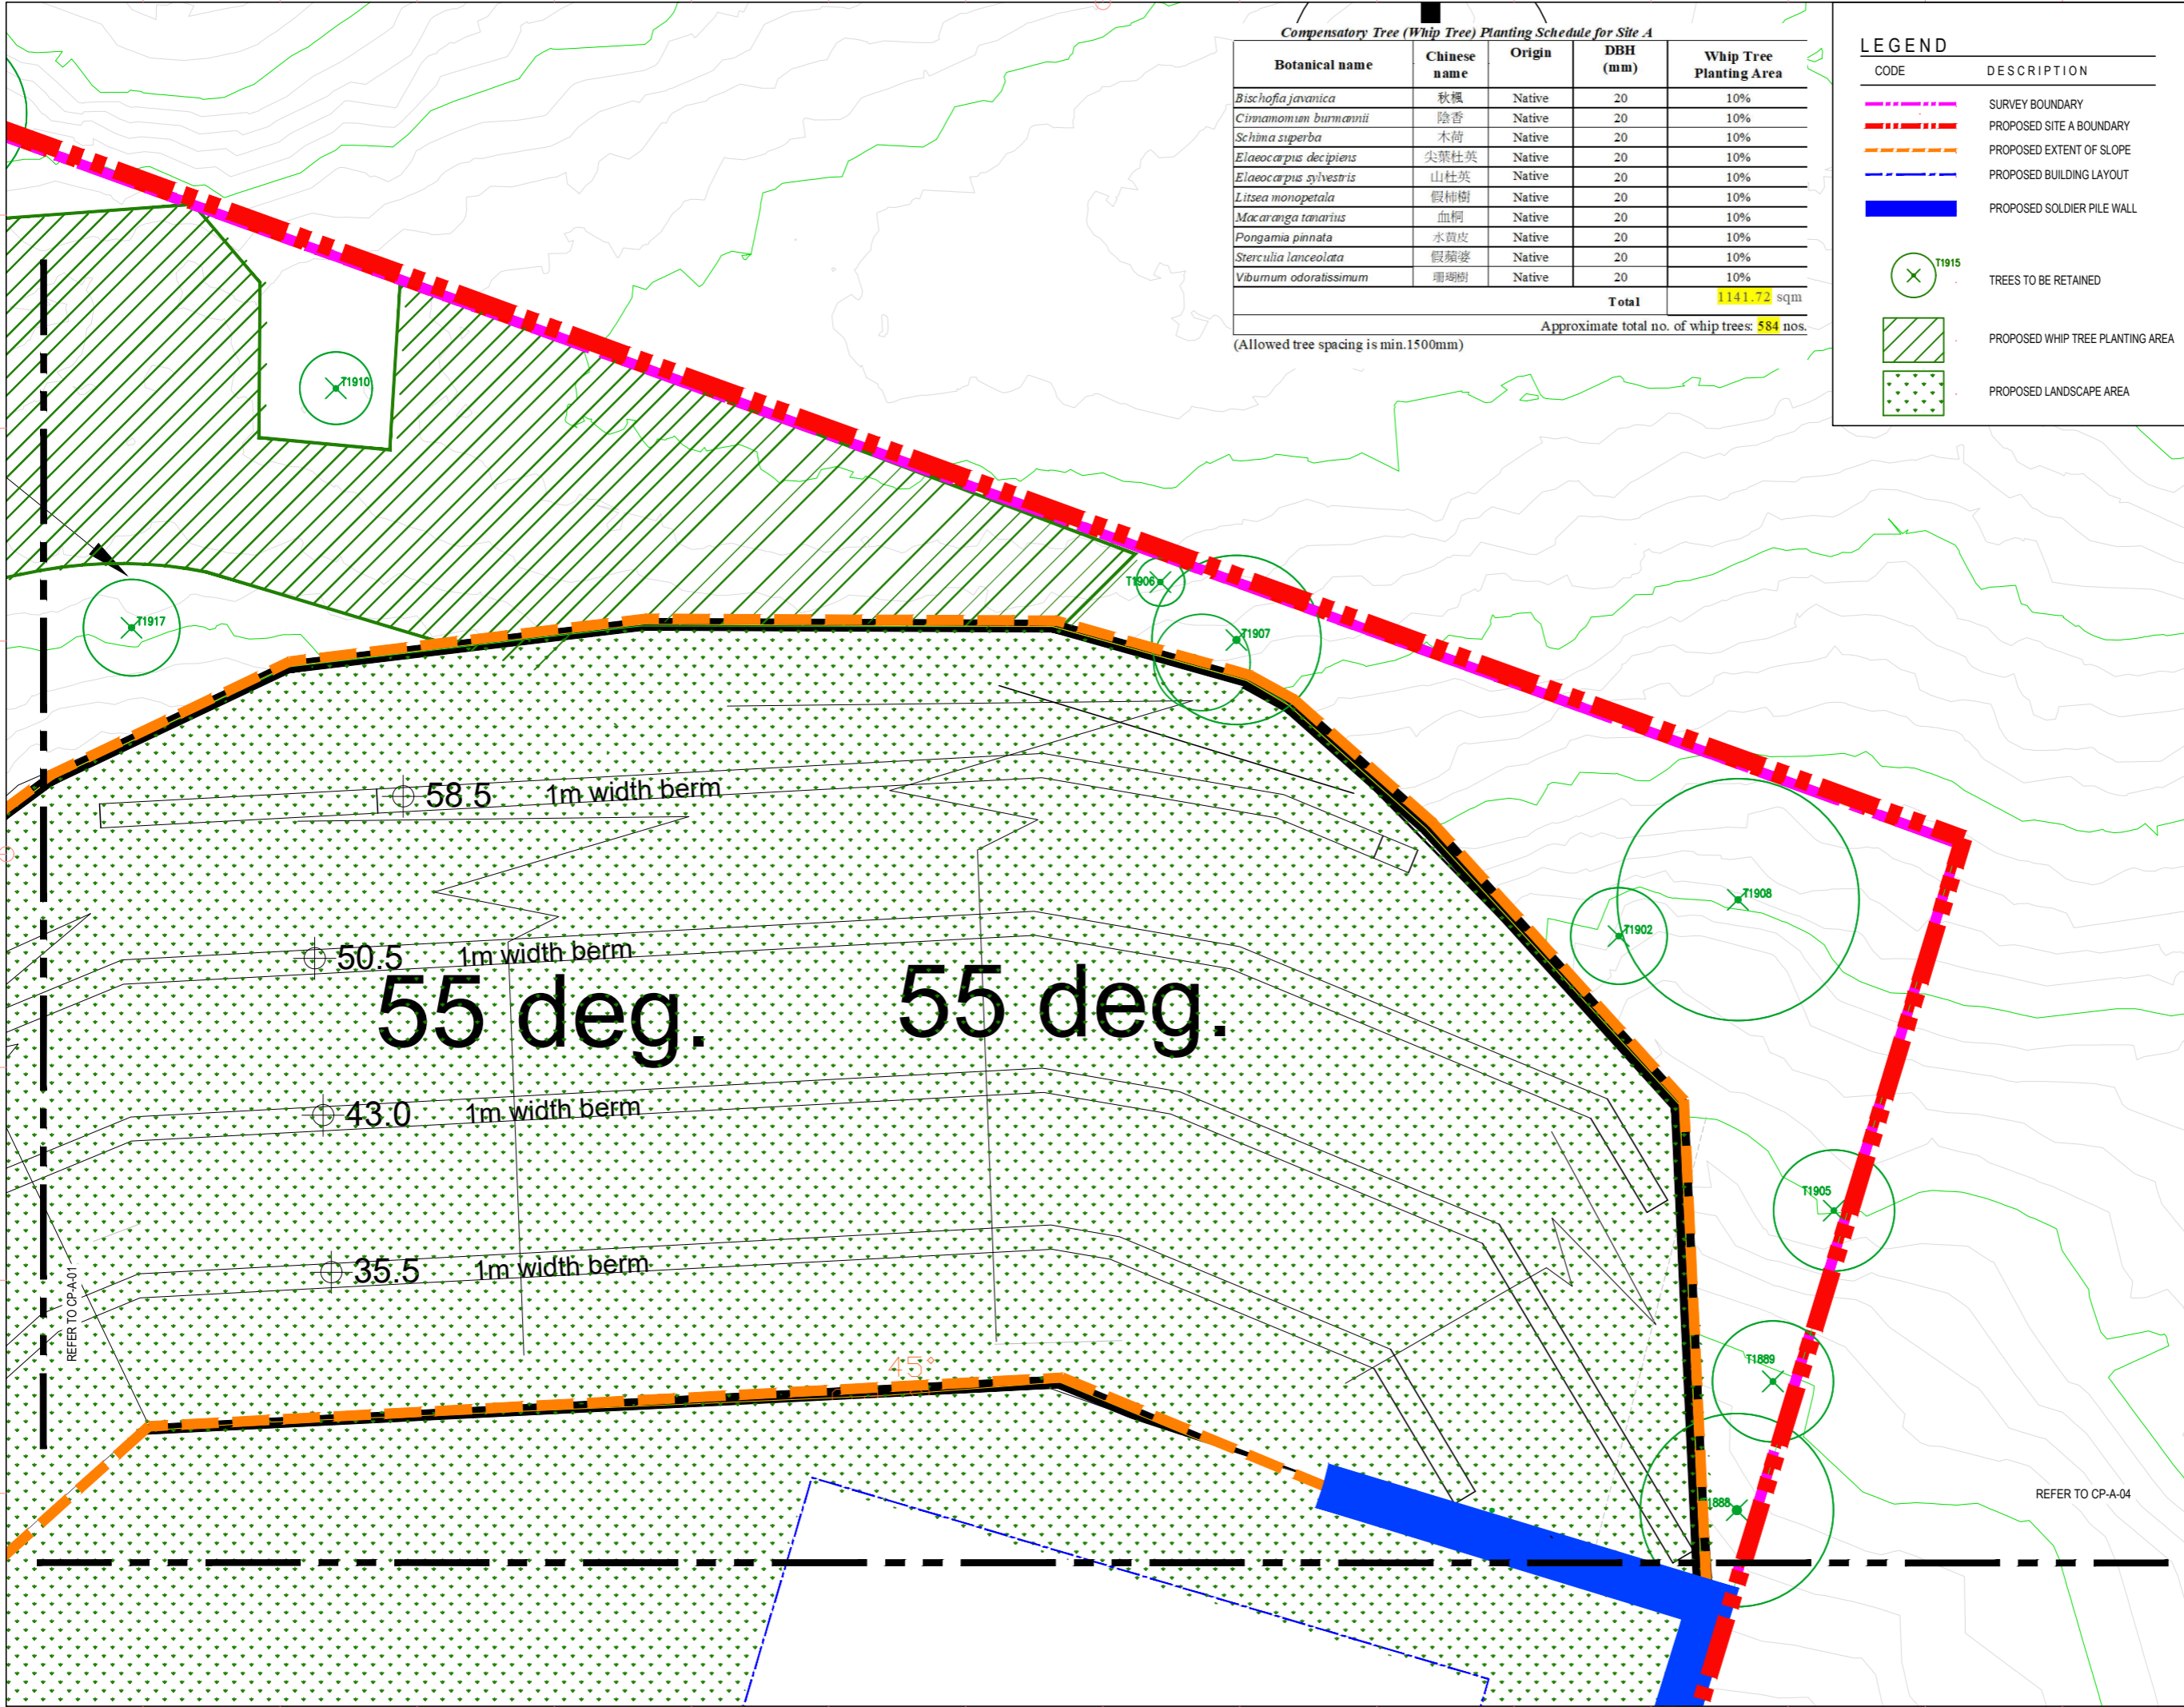 Compensatory Tree (Whip Tree) Planting Schedule for Site A
Botanical name Chinese name Origin DBH (mm) Whip Tree Planting Area
Bischofia javanica 秋楓 Native 20 10%
Cinnamomum burmannii 陰香 Native 20 10%
Schima superba 木荷 Native 20 10%
Elaeocarpus decipiens 尖葉杜英 Native 20 10%
Elaeocarpus sylvestris 山杜英 Native 20 10%
Litsea monopetala 假柿樹 Native 20 10%
Macaranga tanarius 血桐 Native 20 10%
Pongamia pinnata 水黄皮 Native 20 10%
Sterculia lanceolata 假蘋婆 Native 20 10%
Viburnum odoratissimum 珊瑚樹 Native 20 10%
Total 1141.72 sqm
Approximate total no. of whip trees: 584 nos.
(Allowed tree spacing is min.1500mm)
LEGEND
CODE DESCRIPTION
SURVEY BOUNDARY
PROPOSED SITE A BOUNDARY
PROPOSED EXTENT OF SLOPE
PROPOSED BUILDING LAYOUT
PROPOSED SOLDIER PILE WALL
T1915
TREES TO BE RETAINED
PROPOSED WHIP TREE PLANTING AREA
PROPOSED LANDSCAPE AREA
T1910
T1906
T1917
T1907
58.5 1m width berm
T1908
T1902
50.5 1m width berm
55 deg.
55 deg.
43.0 1m width berm
T1905
35.5 1m width berm
REFER TO CP-A-01
45°
T1889
T1888
REFER TO CP-A-04